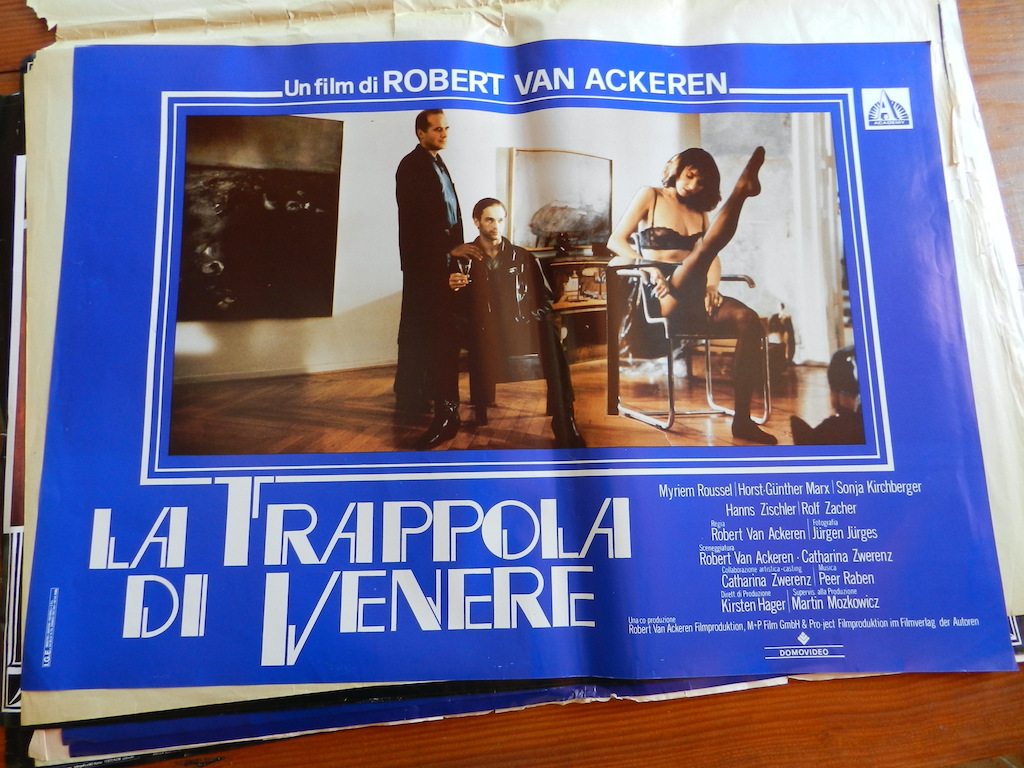 Un film di ROBERT VAN ACKEREN
A
ACADEMY
LA TRAPPOLA
DI VENERE
Myriem Roussel | Horst-Günther Marx | Sonja Kirchberger
Hanns Zischler | Rolf Zacher
Regia
Robert Van Ackeren | Fotografia
Jürgen Jürges
Sceneggiatura
Robert Van Ackeren · Catharina Zwerenz
Collaborazione artistica-casting
Catharina Zwerenz | Musica
Peer Raben
Dirett. di Produzione
Kirsten Hager | Supervis. alla Produzione
Martin Mozkowicz
Una co produzione
Robert Van Ackeren Filmproduktion, M+P Film GmbH & Pro-ject Filmproduktion im Filmverlag der Autoren
DOMOVIDEO
I.G.E.